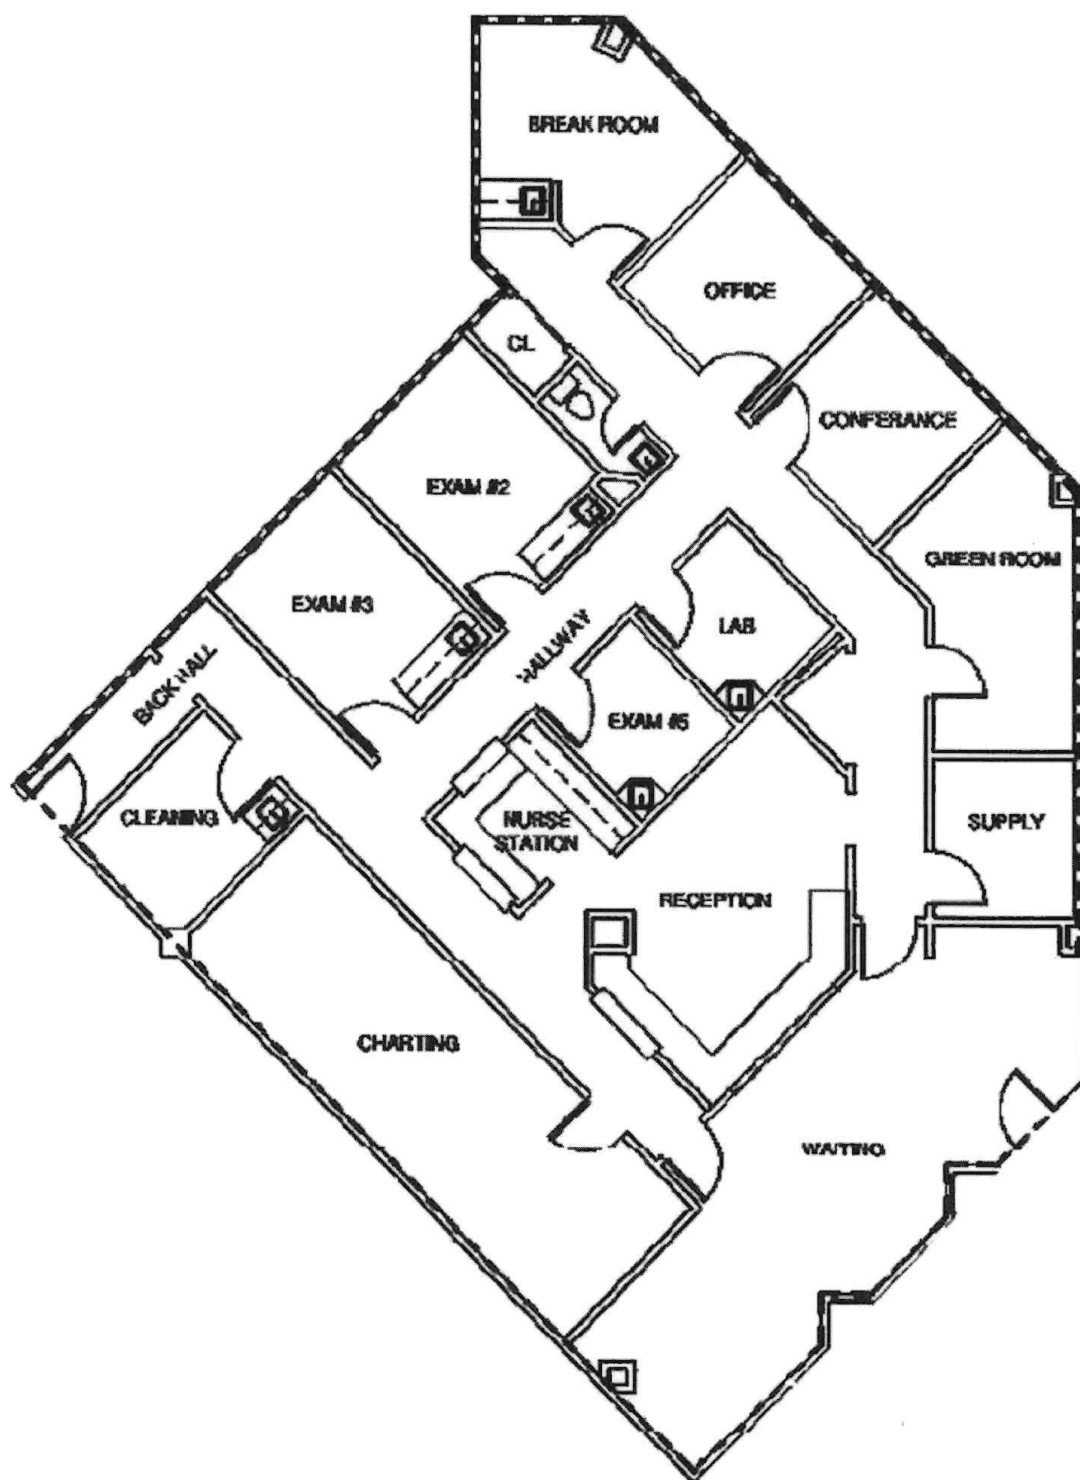 BREAK ROOM
OFFICE
CL
CONFERANCE
EXAM #2
GREEN ROOM
EXAM #3
HALLWAY
LAB
BACK HALL
EXAM #5
CLEANING
NURSE
STATION
SUPPLY
RECEPTION
CHARTING
WAITING